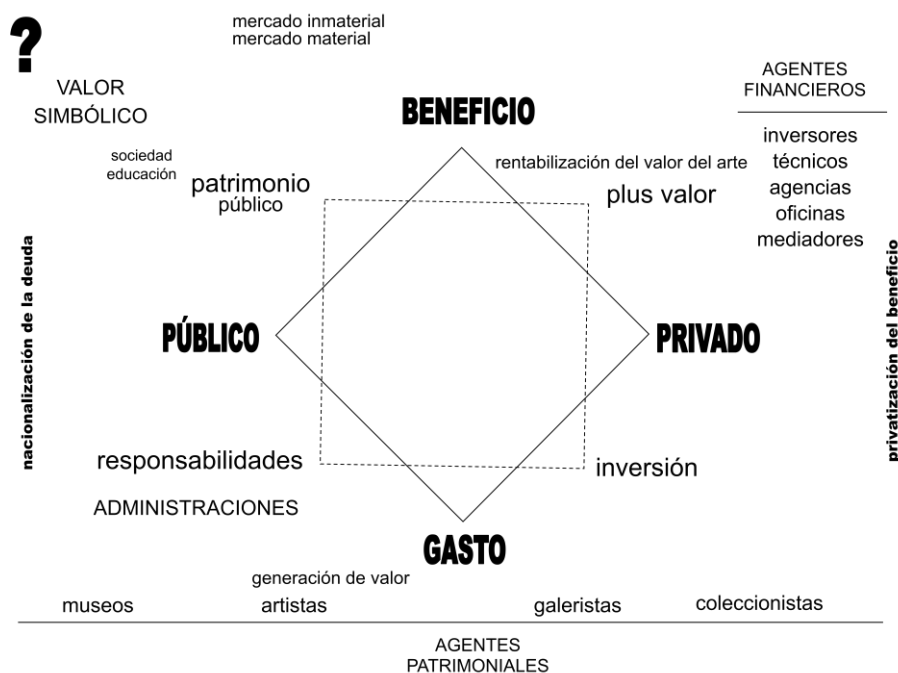 ?
mercado inmaterial
mercado material
VALOR
SIMBÓLICO
AGENTES
FINANCIEROS
BENEFICIO
inversores
técnicos
agencias
oficinas
mediadores
sociedad
educación
patrimonio
público
rentabilización del valor del arte
plus valor
nacionalización de la deuda
PÚBLICO
PRIVADO
privatización del beneficio
responsabilidades
inversión
ADMINISTRACIONES
GASTO
generación de valor
museos
artistas
galeristas
coleccionistas
AGENTES
PATRIMONIALES